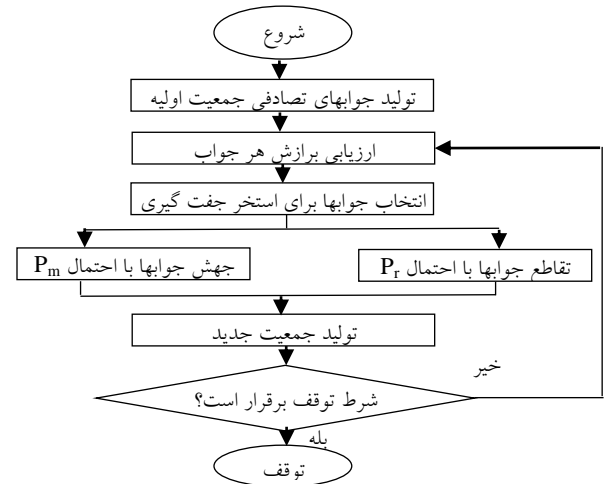 شروع
تولید جوابهای تصادفی جمعیت اولیه
ارزیابی برازش هر جواب
انتخاب جوابها برای استخر جفت گیری
تقاطع جوابها با احتمال Pr
جهش جوابها با احتمال Pm
تولید جمعیت جدید
خیر
شرط توقف برقرار است؟
بله
توقف